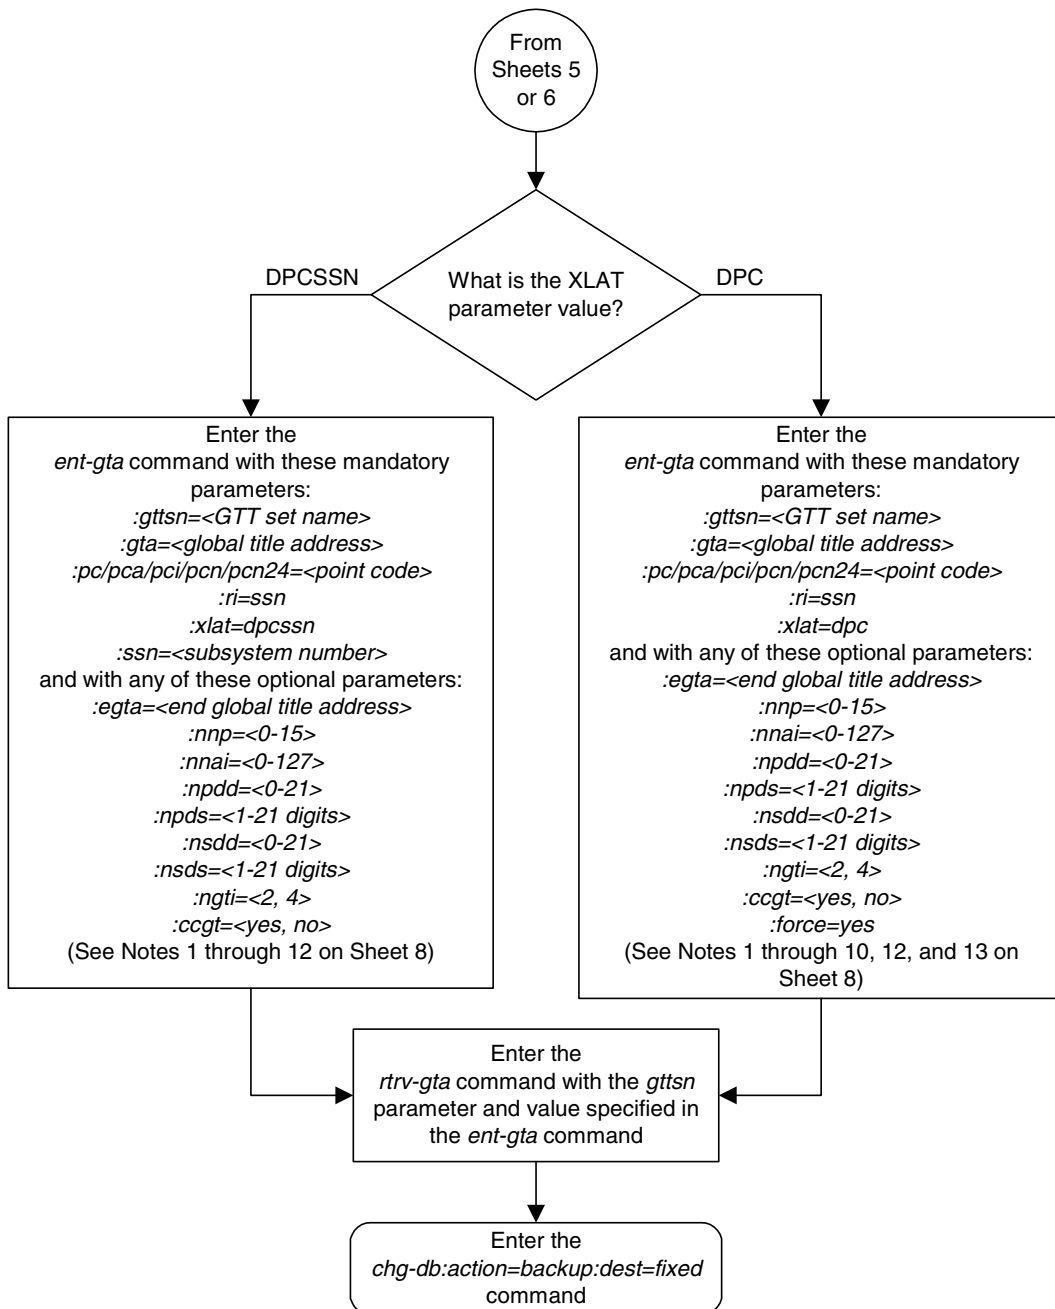 From
Sheets 5
or 6
What is the XLAT
parameter value?
DPCSSN
DPC
Enter the
ent-gta command with these mandatory
parameters:
:gttsn=<GTT set name>
:gta=<global title address>
:pc/pca/pci/pcn/pcn24=<point code>
:ri=ssn
:xlat=dpcssn
:ssn=<subsystem number>
and with any of these optional parameters:
:egta=<end global title address>
:nnp=<0-15>
:nnai=<0-127>
:npdd=<0-21>
:npds=<1-21 digits>
:nsdd=<0-21>
:nsds=<1-21 digits>
:ngti=<2, 4>
:ccgt=<yes, no>
(See Notes 1 through 12 on Sheet 8)
Enter the
ent-gta command with these mandatory
parameters:
:gttsn=<GTT set name>
:gta=<global title address>
:pc/pca/pci/pcn/pcn24=<point code>
:ri=ssn
:xlat=dpc
and with any of these optional parameters:
:egta=<end global title address>
:nnp=<0-15>
:nnai=<0-127>
:npdd=<0-21>
:npds=<1-21 digits>
:nsdd=<0-21>
:nsds=<1-21 digits>
:ngti=<2, 4>
:ccgt=<yes, no>
:force=yes
(See Notes 1 through 10, 12, and 13 on
Sheet 8)
Enter the
rtrv-gta command with the gttsn
parameter and value specified in
the ent-gta command
Enter the
chg-db:action=backup:dest=fixed
command